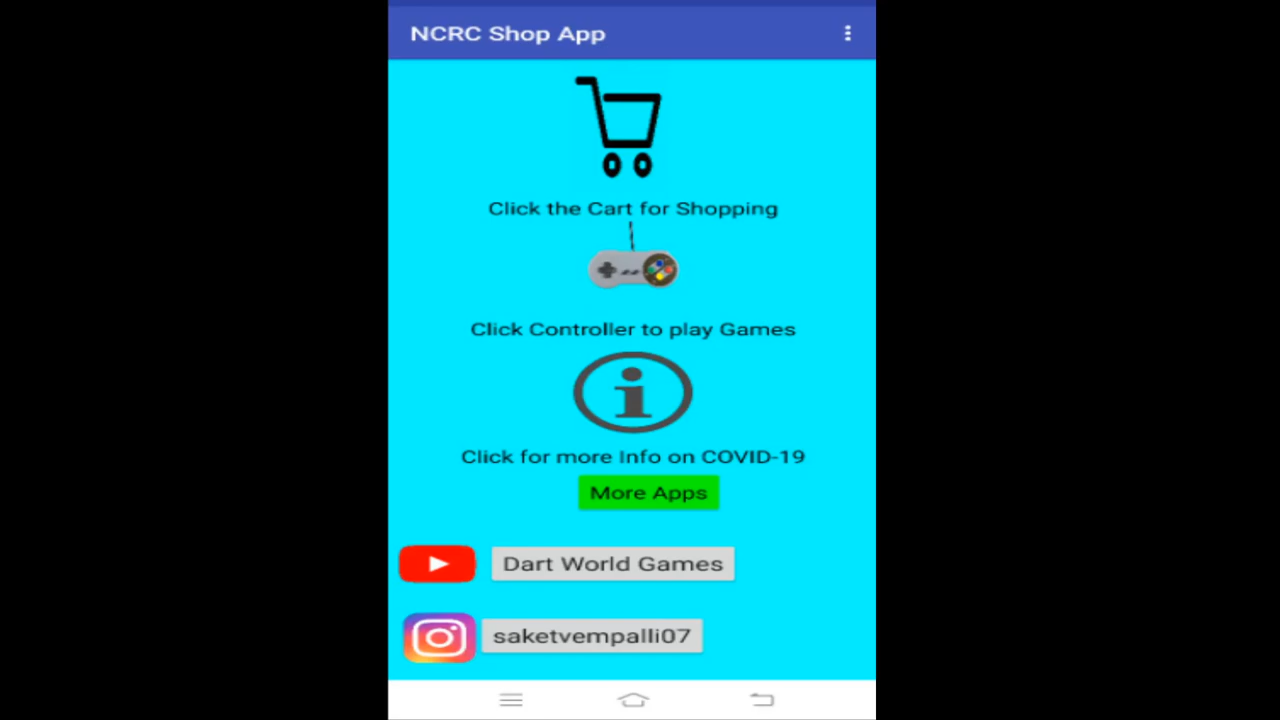 NCRC Shop App
Click the Cart for Shopping
Click Controller to play Games
Click for more Info on COVID-19
More Apps
Dart World Games
saketvempalli07